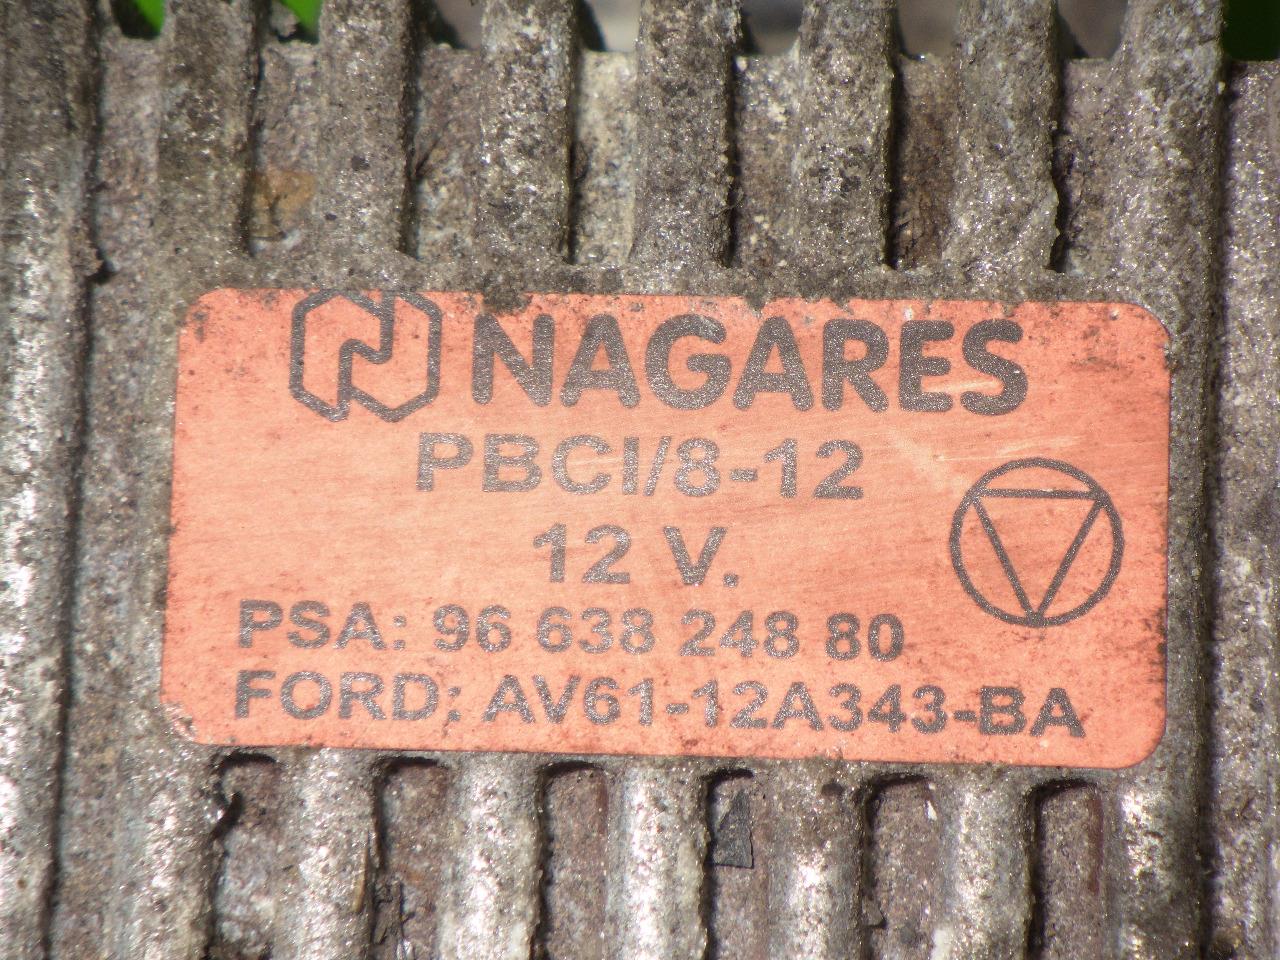 NAGARES
PBCI/8-12
12 V.
PSA: 96 638 248 80
FORD: AV61-12A343-BA